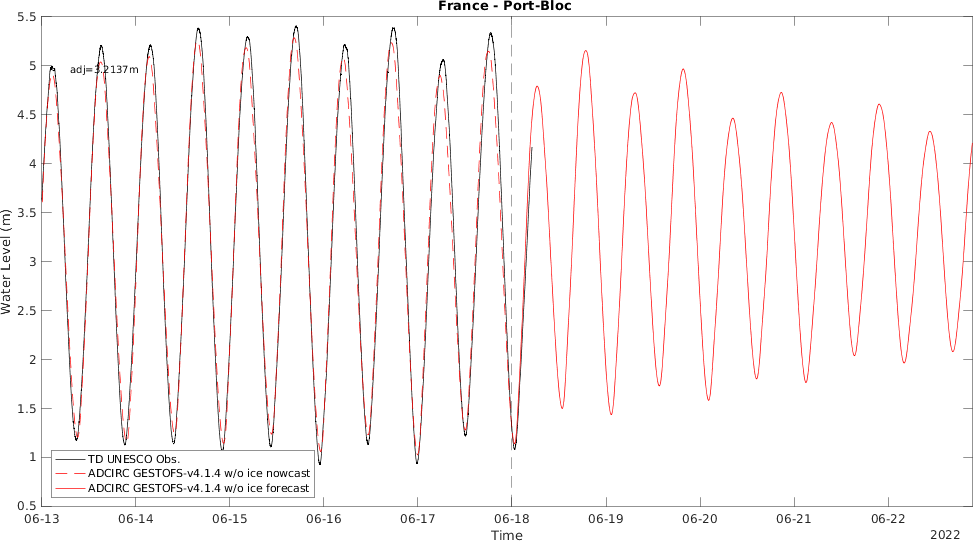 France - Port-Bloc
5.5
5
4.5
4
3.5
3
2.5
2
1.5
1
0.5
Water Level (m)
adj=3.2137m
TD UNESCO Obs.
ADCIRC GESTOFS-v4.1.4 w/o ice nowcast
ADCIRC GESTOFS-v4.1.4 w/o ice forecast
06-13 06-14 06-15 06-16 06-17 06-18 06-19 06-20 06-21 06-22
Time
2022